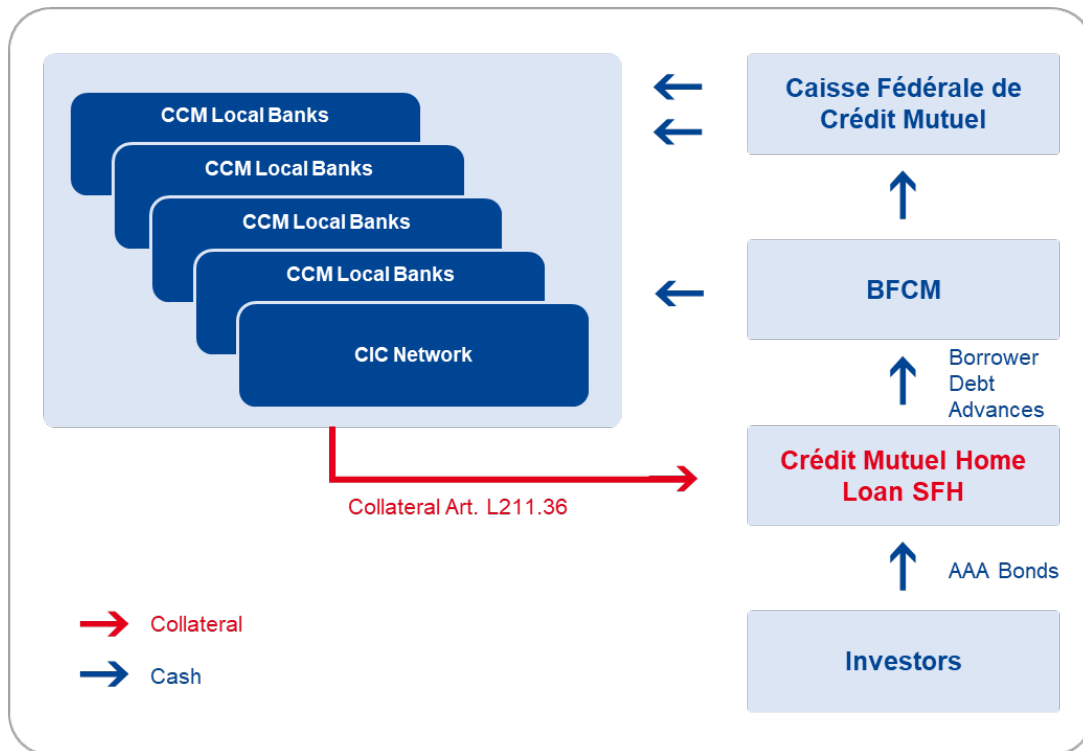 CCM Local Banks
CCM Local Banks
CCM Local Banks
CCM Local Banks
CIC Network
Caisse Fédérale de
Crédit Mutuel
BFCM
Borrower
Debt
Advances
Crédit Mutuel Home
Loan SFH
Collateral Art. L211.36
AAA Bonds
Investors
Collateral
Cash